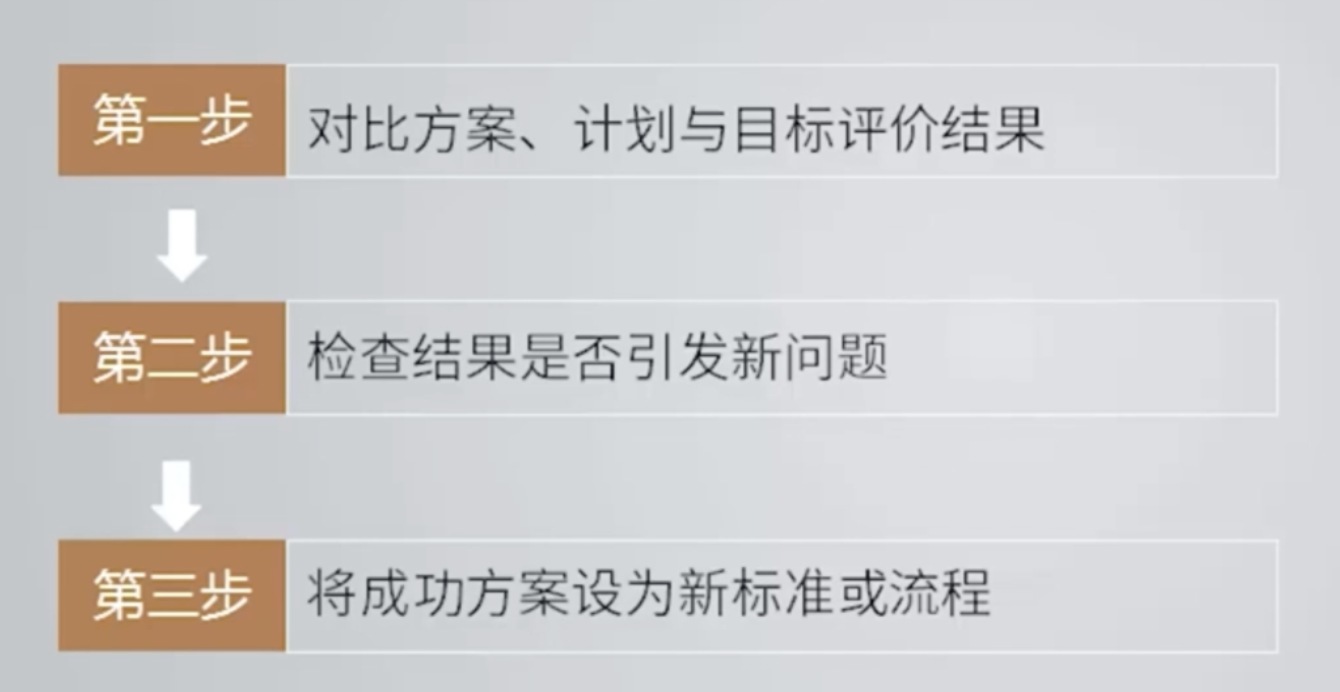 第一步
对比方案、计划与目标评价结果
第二步
检查结果是否引发新问题
第三步
将成功方案设为新标准或流程